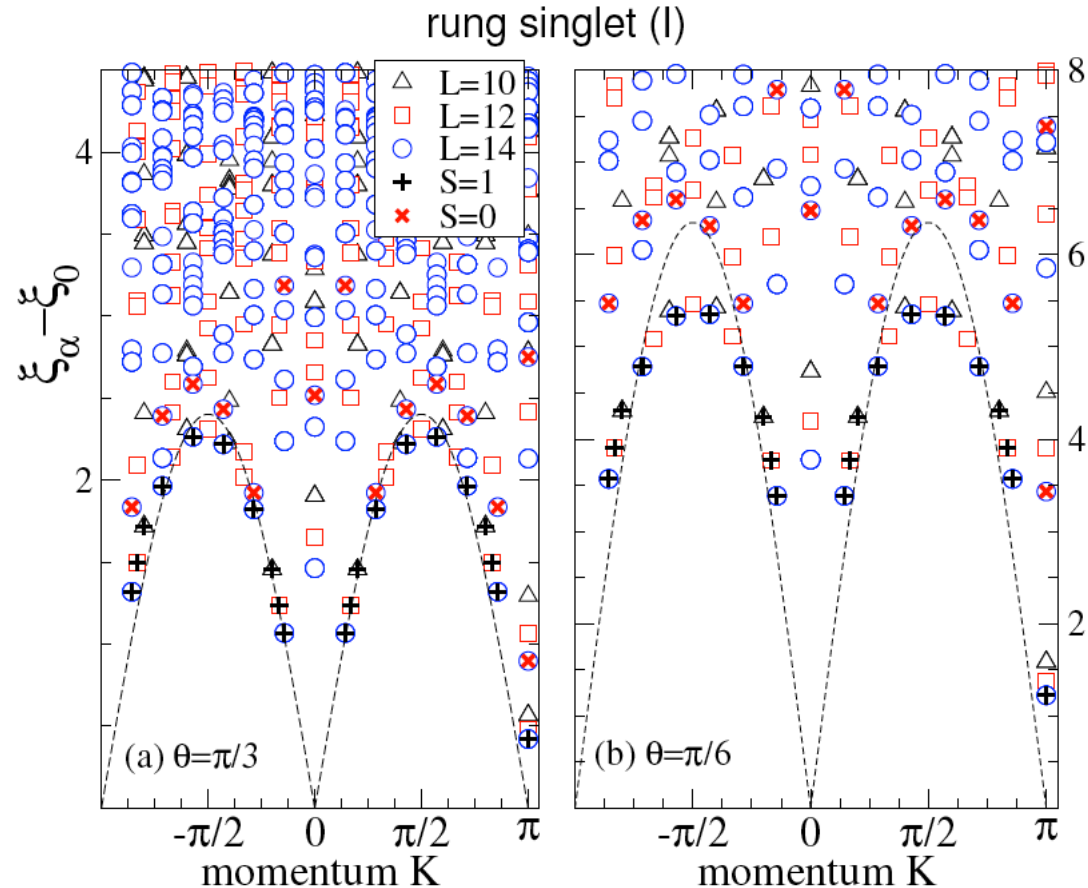 rung singlet (I)
L=10
L=12
L=14
S=1
S=0
ξα−ξ0
4
2
8
6
4
2
(a) θ=π/3
(b) θ=π/6
-π/2
0
π/2
π
-π/2
0
π/2
π
momentum K
momentum K